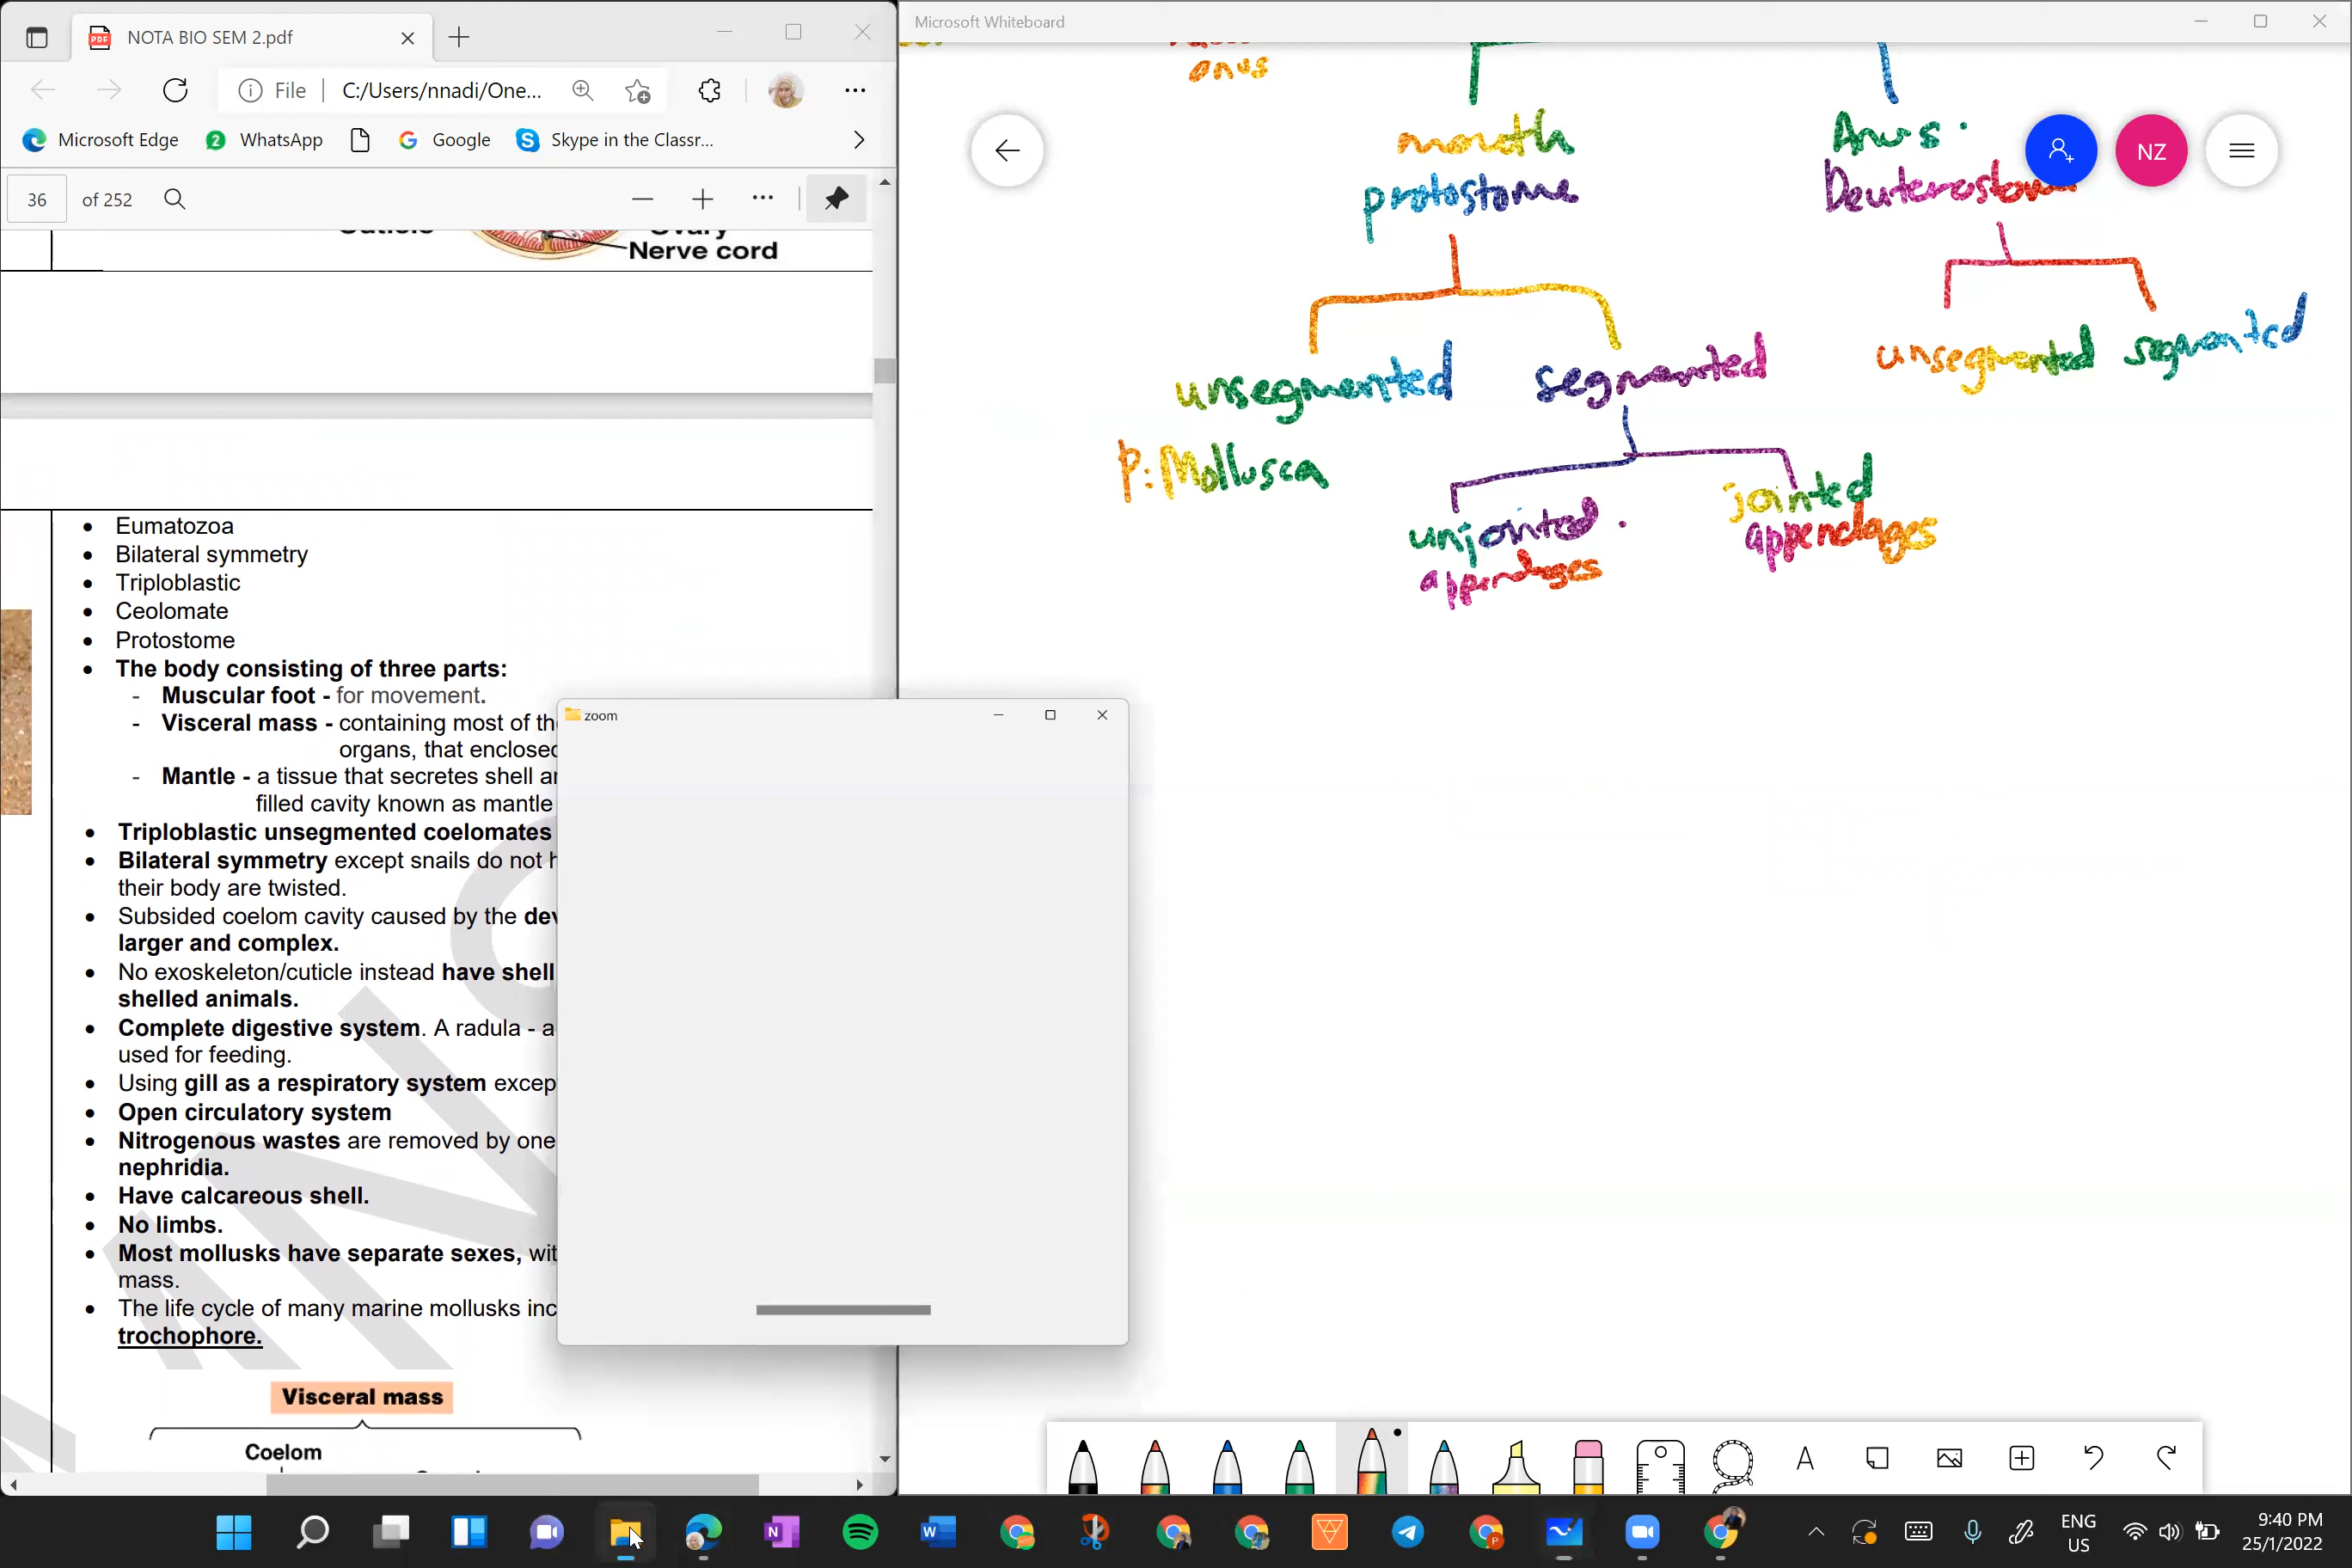 NOTA BIO SEM 2.pdf
File
C:/Users/nnadi/One...
Microsoft Edge
2
WhatsApp
Google
Skype in the Classr...
36
of 252
Nerve cord
• Eumatozoa
• Bilateral symmetry
• Triploblastic
• Ceolomate
• Protostome
• The body consisting of three parts:
- Muscular foot - for movement.
- Visceral mass - containing most of the
organs, that enclosed
- Mantle - a tissue that secretes shell
filled cavity known as mantle
• Triploblastic unsegmented coelomates
• Bilateral symmetry except snails do not
their body are twisted.
• Subsided coelom cavity caused by the
larger and complex.
• No exoskeleton/cuticle instead have shell
shelled animals.
• Complete digestive system. A radula - a
used for feeding.
• Using gill as a respiratory system
• Open circulatory system
• Nitrogenous wastes are removed by one
nephridia.
• Have calcareous shell.
• No limbs.
• Most mollusks have separate sexes,
mass.
• The life cycle of many marine mollusks
trochophore.
Visceral mass
Coelom
zoom
Microsoft Whiteboard
anus
mouth
protostome
Anus.
NZ
unsegmented
segmented
unsegmented
segmented
P: Mollusca
unjointed
appendages
jointed
appendages
A
ENG
US
9:40 PM
25/1/2022